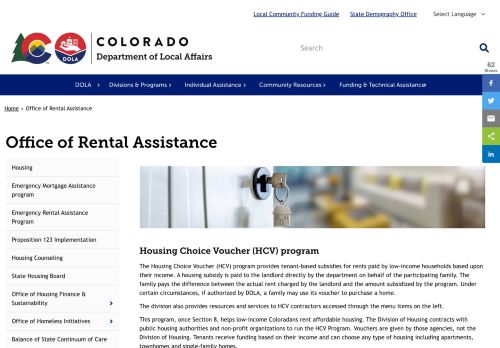 Local Community Funding Guide
State Demography Office
Select Language
DOLA
COLORADO
Department of Local Affairs
Search
DOLA
Divisions & Programs
Individual Assistance
Community Resources
Funding & Technical Assistance
62
Shares
Home > Office of Rental Assistance
Office of Rental Assistance
Housing
Emergency Mortgage Assistance
program
Emergency Rental Assistance
Program
Proposition 123 Implementation
Housing Counseling
State Housing Board
Office of Housing Finance &
Sustainability
Office of Homeless Initiatives
Balance of State Continuum of Care
Housing Choice Voucher (HCV) program
The Housing Choice Voucher (HCV) program provides tenant-based subsidies for rents paid by low-income households based upon
their income. A housing subsidy is paid to the landlord directly by the department on behalf of the participating family. The
family pays the difference between the actual rent charged by the landlord and the amount subsidized by the program. Under
certain circumstances, if authorized by DOLA, a family may use its voucher to purchase a home.
The division also provides resources and services to HCV contractors accessed through the menu items on the left.
This program, once Section 8, helps low-income Coloradans rent affordable housing. The Division of Housing contracts with
public housing authorities and non-profit organizations to run the HCV Program. Vouchers are given by those agencies, not the
Division of Housing. Tenants receive funding based on their income and can choose any type of housing including apartments,
townhomes and single-family homes.